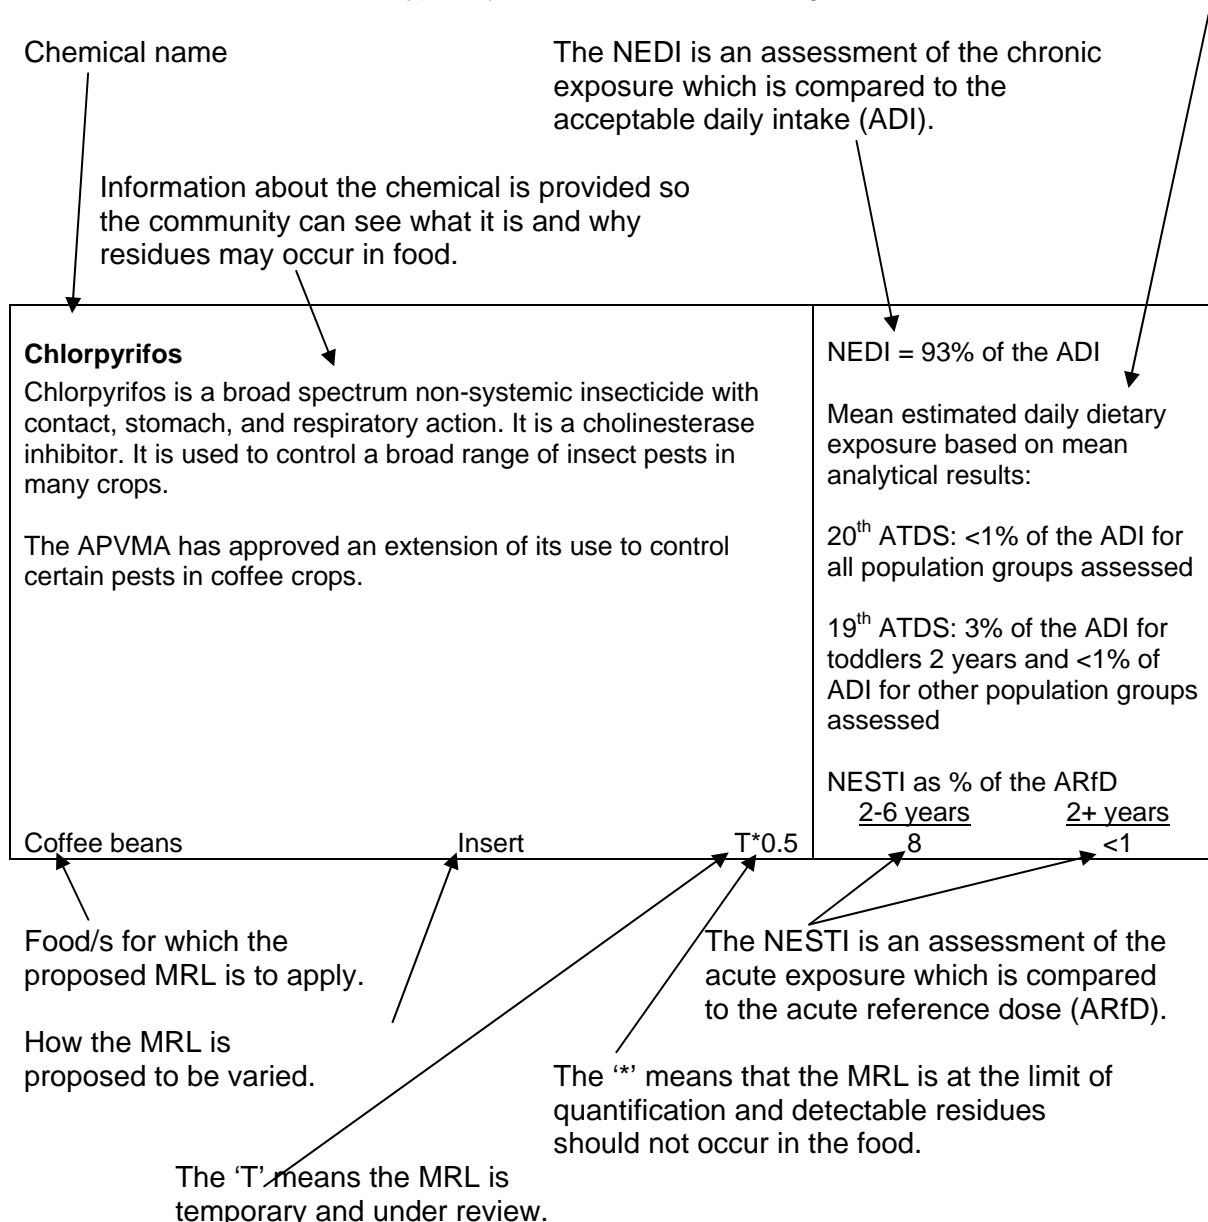 Chemical name
The NEDI is an assessment of the chronic
exposure which is compared to the
acceptable daily intake (ADI).
Information about the chemical is provided so
the community can see what it is and why
residues may occur in food.
Chlorpyrifos
Chlorpyrifos is a broad spectrum non-systemic insecticide with
contact, stomach, and respiratory action. It is a cholinesterase
inhibitor. It is used to control a broad range of insect pests in
many crops.
The APVMA has approved an extension of its use to control
certain pests in coffee crops.
Coffee beans Insert T*0.5
NEDI = 93% of the ADI
Mean estimated daily dietary
exposure based on mean
analytical results:
20th ATDS: <1% of the ADI for
all population groups assessed
19th ATDS: 3% of the ADI for
toddlers 2 years and <1% of
ADI for other population groups
assessed
NESTI as % of the ARfD
2-6 years 2+ years
8 <1
Food/s for which the
proposed MRL is to apply.
The NESTI is an assessment of the
acute exposure which is compared
to the acute reference dose (ARfD).
How the MRL is
proposed to be varied.
The ‘*’ means that the MRL is at the limit of
quantification and detectable residues
should not occur in the food.
The ‘T’ means the MRL is
temporary and under review.